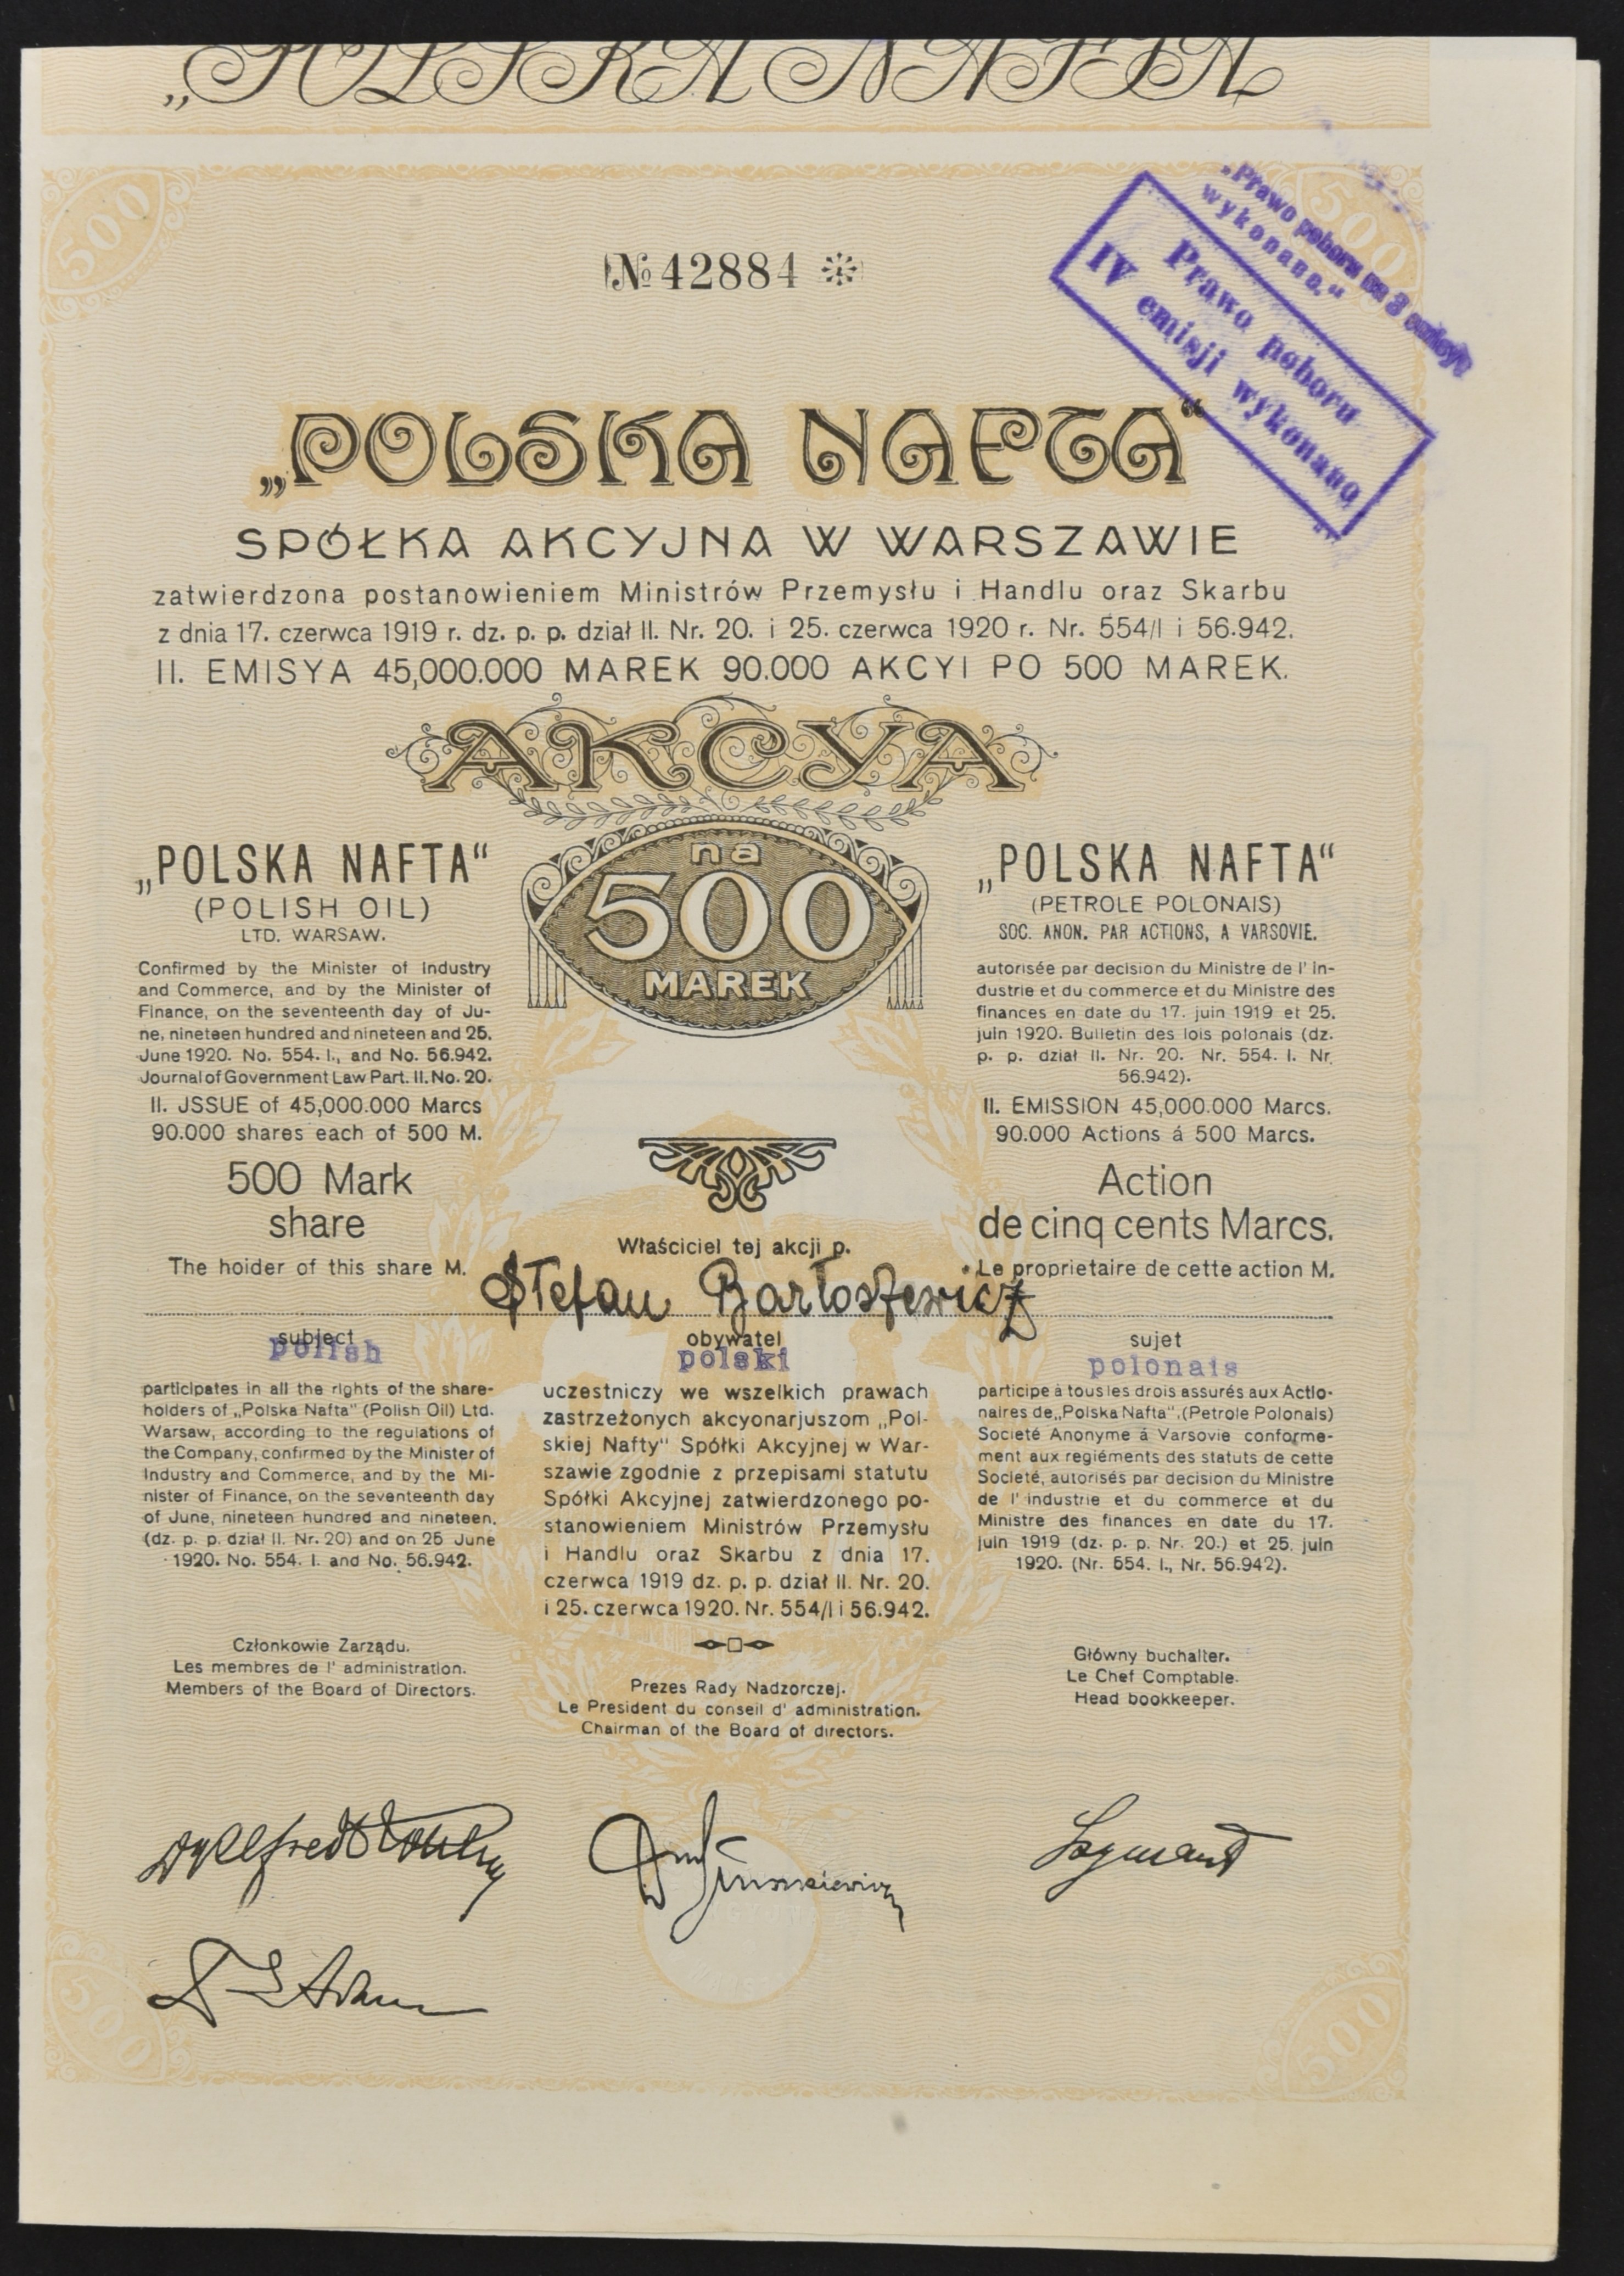 „POLSKA NAFTA
500
500
№ 42884
„Prawo poboru na 3 emisyę
wykonano.“
Prawo poboru
IV emisji wykonano
„POLSKA NAFTA“
SPÓŁKA AKCYJNA W WARSZAWIE
zatwierdzona postanowieniem Ministrów Przemysłu i Handlu oraz Skarbu
z dnia 17. czerwca 1919 r. dz. p. p. dział II. Nr. 20. i 25. czerwca 1920 r. Nr. 554/I i 56.942.
II. EMISYA 45,000.000 MAREK 90.000 AKCYI PO 500 MAREK.
AKCYA
na
500
MAREK
„POLSKA NAFTA“
(POLISH OIL)
LTD. WARSAW.
Confirmed by the Minister of Industry
and Commerce, and by the Minister of
Finance, on the seventeenth day of Ju-
ne, nineteen hundred and nineteen and 25.
June 1920. No. 554. I., and No. 56.942.
Journal of Government Law Part. II. No. 20.
II. JSSUE of 45,000.000 Marcs
90.000 shares each of 500 M.
500 Mark
share
The hoider of this share M.
„POLSKA NAFTA“
(PETROLE POLONAIS)
SOC. ANON. PAR ACTIONS, A VARSOVIE.
autorisée par decision du Ministre de l' in-
dustrie et du commerce et du Ministre des
finances en date du 17. juin 1919 et 25.
juin 1920. Bulletin des lois polonais (dz.
p. p. dział II. Nr. 20. Nr. 554. I. Nr.
56.942).
II. EMISSION 45,000.000 Marcs.
90.000 Actions á 500 Marcs.
Action
de cinq cents Marcs.
Le proprietaire de cette action M.
Właściciel tej akcji p.
Stefan Bartoszewicz
subject
polish
obywatel
polski
sujet
polonais
participates in all the rights of the share-
holders of „Polska Nafta“ (Polish Oil) Ltd.
Warsaw, according to the regulations of
the Company, confirmed by the Minister of
Industry and Commerce, and by the Mi-
nister of Finance, on the seventeenth day
of June, nineteen hundred and nineteen.
(dz. p. p. dział II. Nr. 20) and on 25 June
1920. No. 554. I. and No. 56.942.
uczestniczy we wszelkich prawach
zastrzeżonych akcyonarjuszom „Pol-
skiej Nafty“ Spółki Akcyjnej w War-
szawie zgodnie z przepisami statutu
Spółki Akcyjnej zatwierdzonego po-
stanowieniem Ministrów Przemysłu
i Handlu oraz Skarbu z dnia 17.
czerwca 1919 dz. p. p. dział II. Nr. 20.
i 25. czerwca 1920. Nr. 554/I i 56.942.
participe à tous les drois assurés aux Actio-
naires de „Polska Nafta“, (Petrole Polonais)
Societé Anonyme á Varsovie conforme-
ment aux regiéments des statuts de cette
Societé, autorisés par decision du Ministre
de l' industrie et du commerce et du
Ministre des finances en date du 17.
juin 1919 (dz. p. p. Nr. 20.) et 25. juin
1920. (Nr. 554. I., Nr. 56.942).
Członkowie Zarządu.
Les membres de l' administration.
Members of the Board of Directors.
Prezes Rady Nadzorczej.
Le President du conseil d' administration.
Chairman of the Board of directors.
Główny buchalter.
Le Chef Comptable.
Head bookkeeper.
500
500